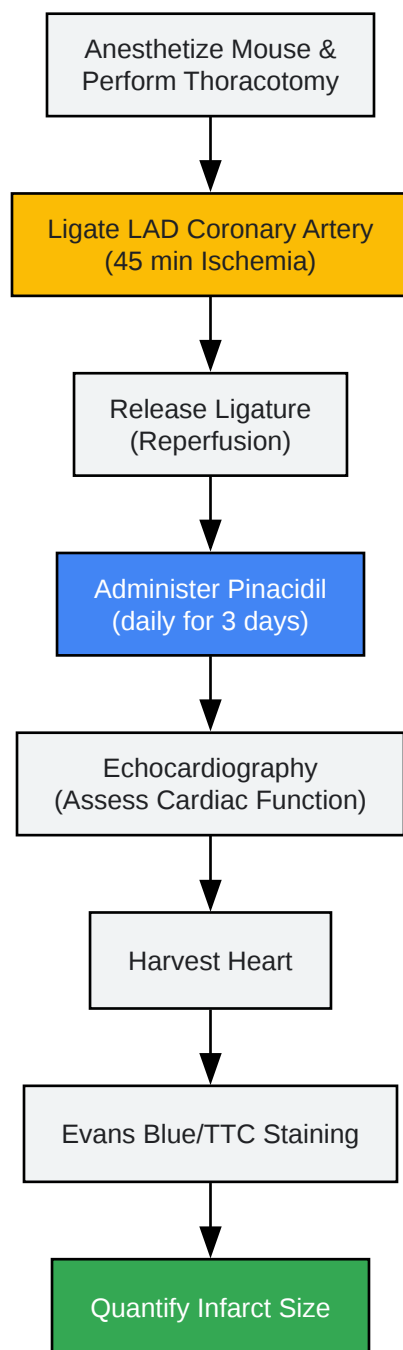 Anesthetize Mouse &
Perform Thoracotomy
Ligate LAD Coronary Artery
(45 min Ischemia)
Release Ligature
(Reperfusion)
Administer Pinacidil
(daily for 3 days)
Echocardiography
(Assess Cardiac Function)
Harvest Heart
Evans Blue/TTC Staining
Quantify Infarct Size